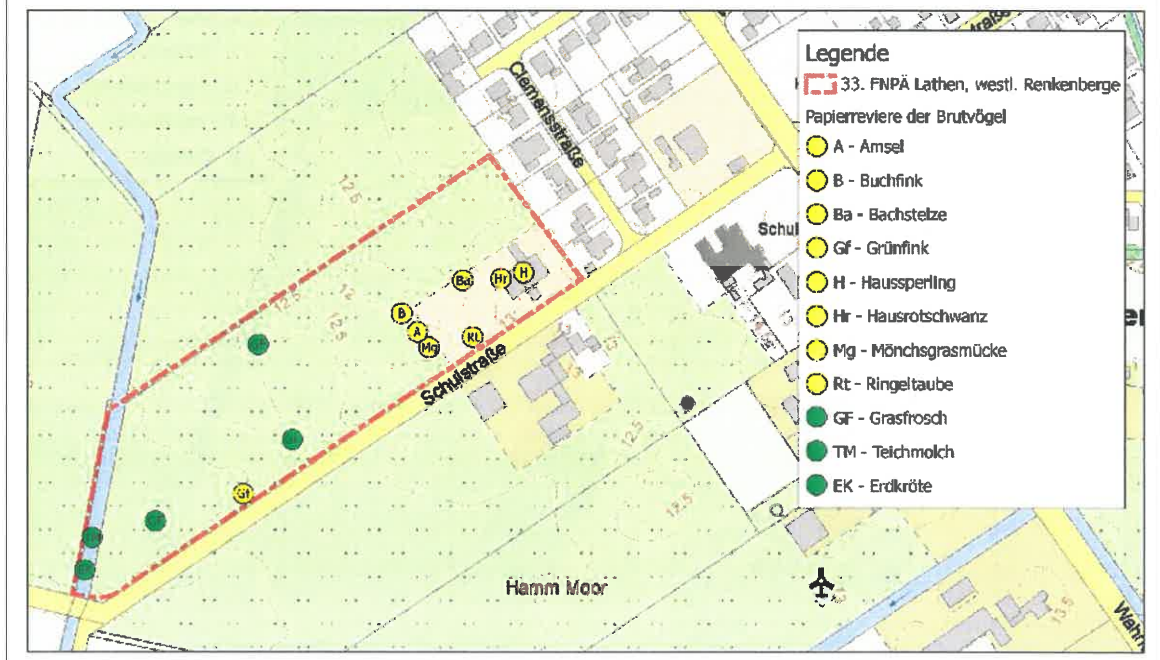 Legende
33. FNPÄ Lathen, westl. Renkenberge
Papierreviere der Brutvögel
A - Amsel
B - Buchfink
Ba - Bachstelze
Gf - Grünfink
H - Haussperling
Hr - Hausrotschwanz
Mg - Mönchsgrasmücke
Rt - Ringeltaube
GF - Grasfrosch
TM - Teichmolch
EK - Erdkröte
Clemensstraße
12.5
Schul
12.5
12
12.5
Ba
Hr
H
B
A
Mg
Schulstraße
12.5
12.5
Gf
Hamm Moor
13.5
Wahn